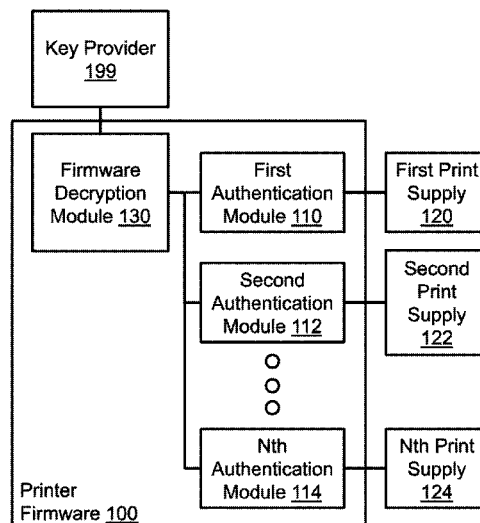 Key Provider
199
Firmware
Decryption
Module 130
First
Authentication
Module 110
First Print
Supply
120
Second
Authentication
Module 112
Second
Print
Supply
122
Nth
Authentication
Module 114
Nth Print
Supply
124
Printer
Firmware 100